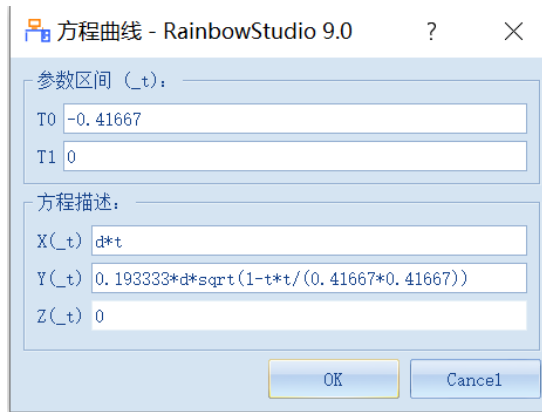 方程曲线 - RainbowStudio 9.0 ? ×
参数区间 (_t):
T0 -0.41667
T1 0
方程描述:
X(_t) d*t
Y(_t) 0.193333*d*sqrt(1-t*t/(0.41667*0.41667))
Z(_t) 0
OK Cancel